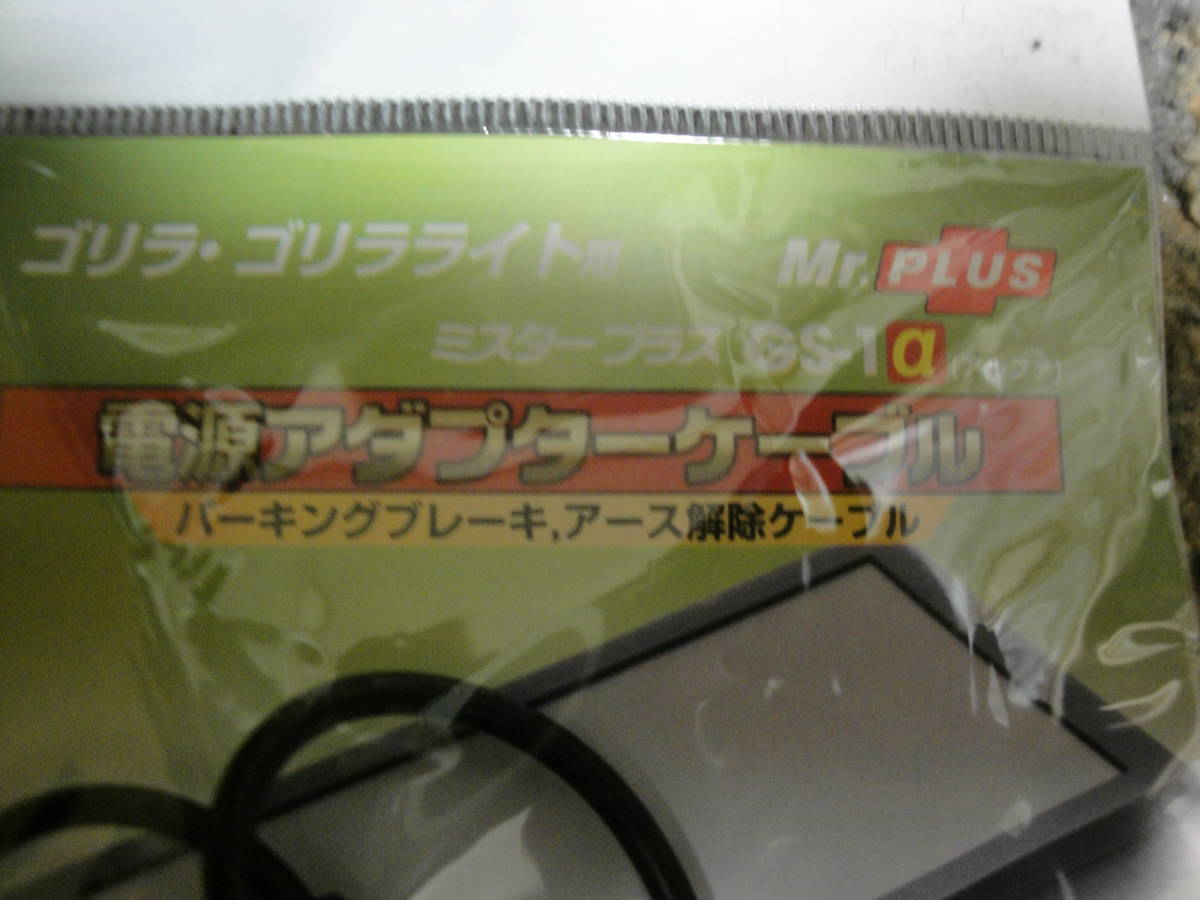 ゴリラ・ゴリラライト用
Mr.PLUS
ミスタープラス GS-1α(アルファ)
電源アダプターケーブル
パーキングブレーキ,アース解除ケーブル